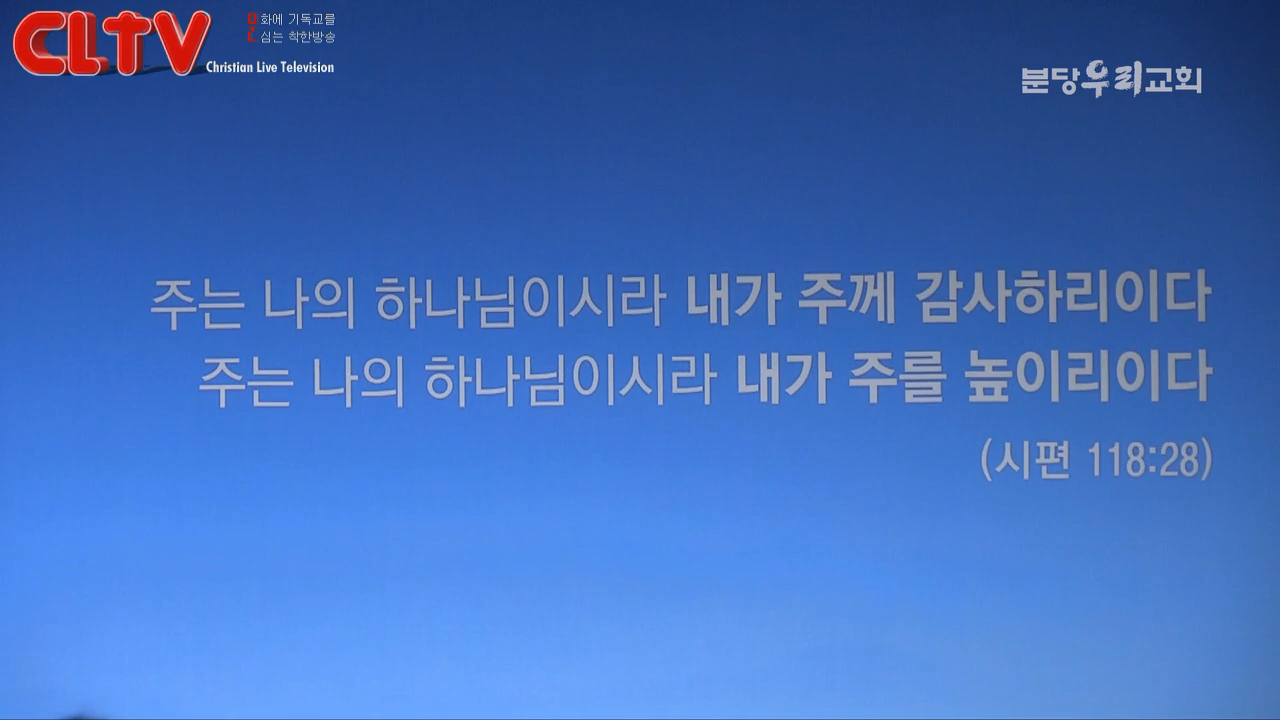 CLTV
문화에 기독교를
심는 착한방송
Christian Live Television
분당우리교회
주는 나의 하나님이시라 내가 주께 감사하리이다
주는 나의 하나님이시라 내가 주를 높이리이다
(시편 118:28)